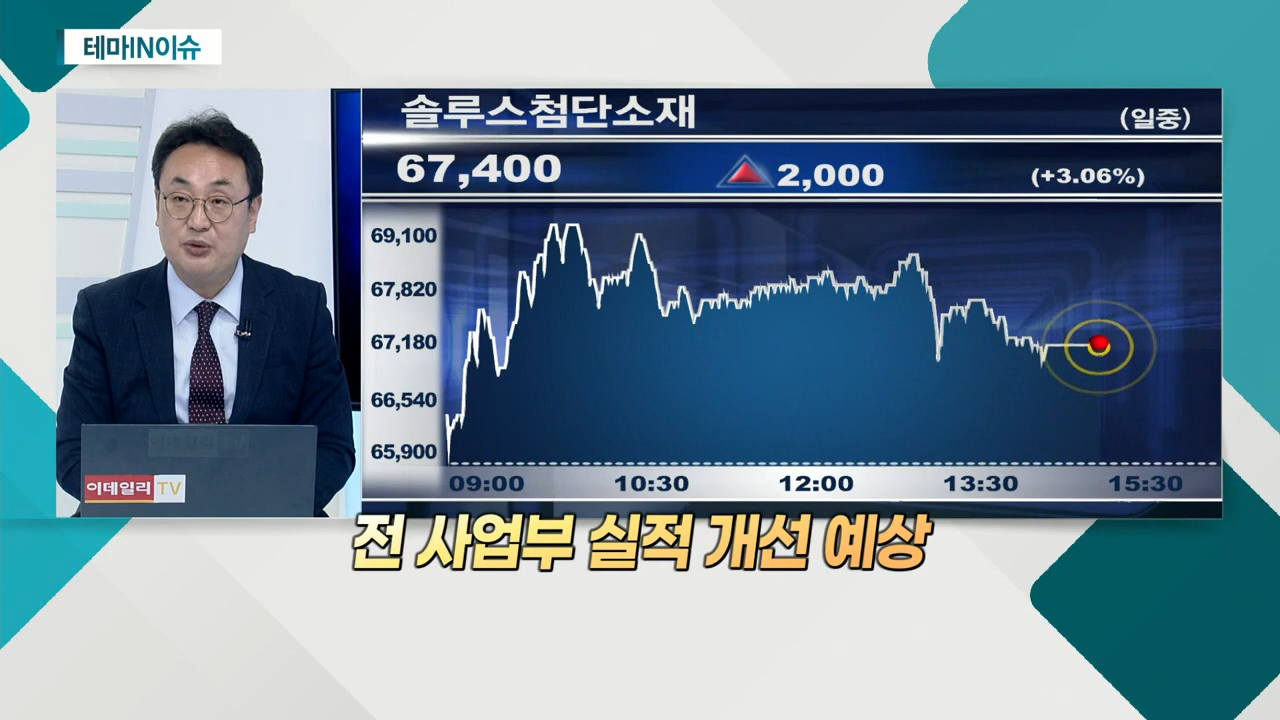 테마IN이슈
솔루스첨단소재
(일중)
67,400
2,000
(+3.06%)
69,100
67,820
67,180
66,540
65,900
09:00
10:30
12:00
13:30
15:30
이데일리 TV
전 사업부 실적 개선 예상